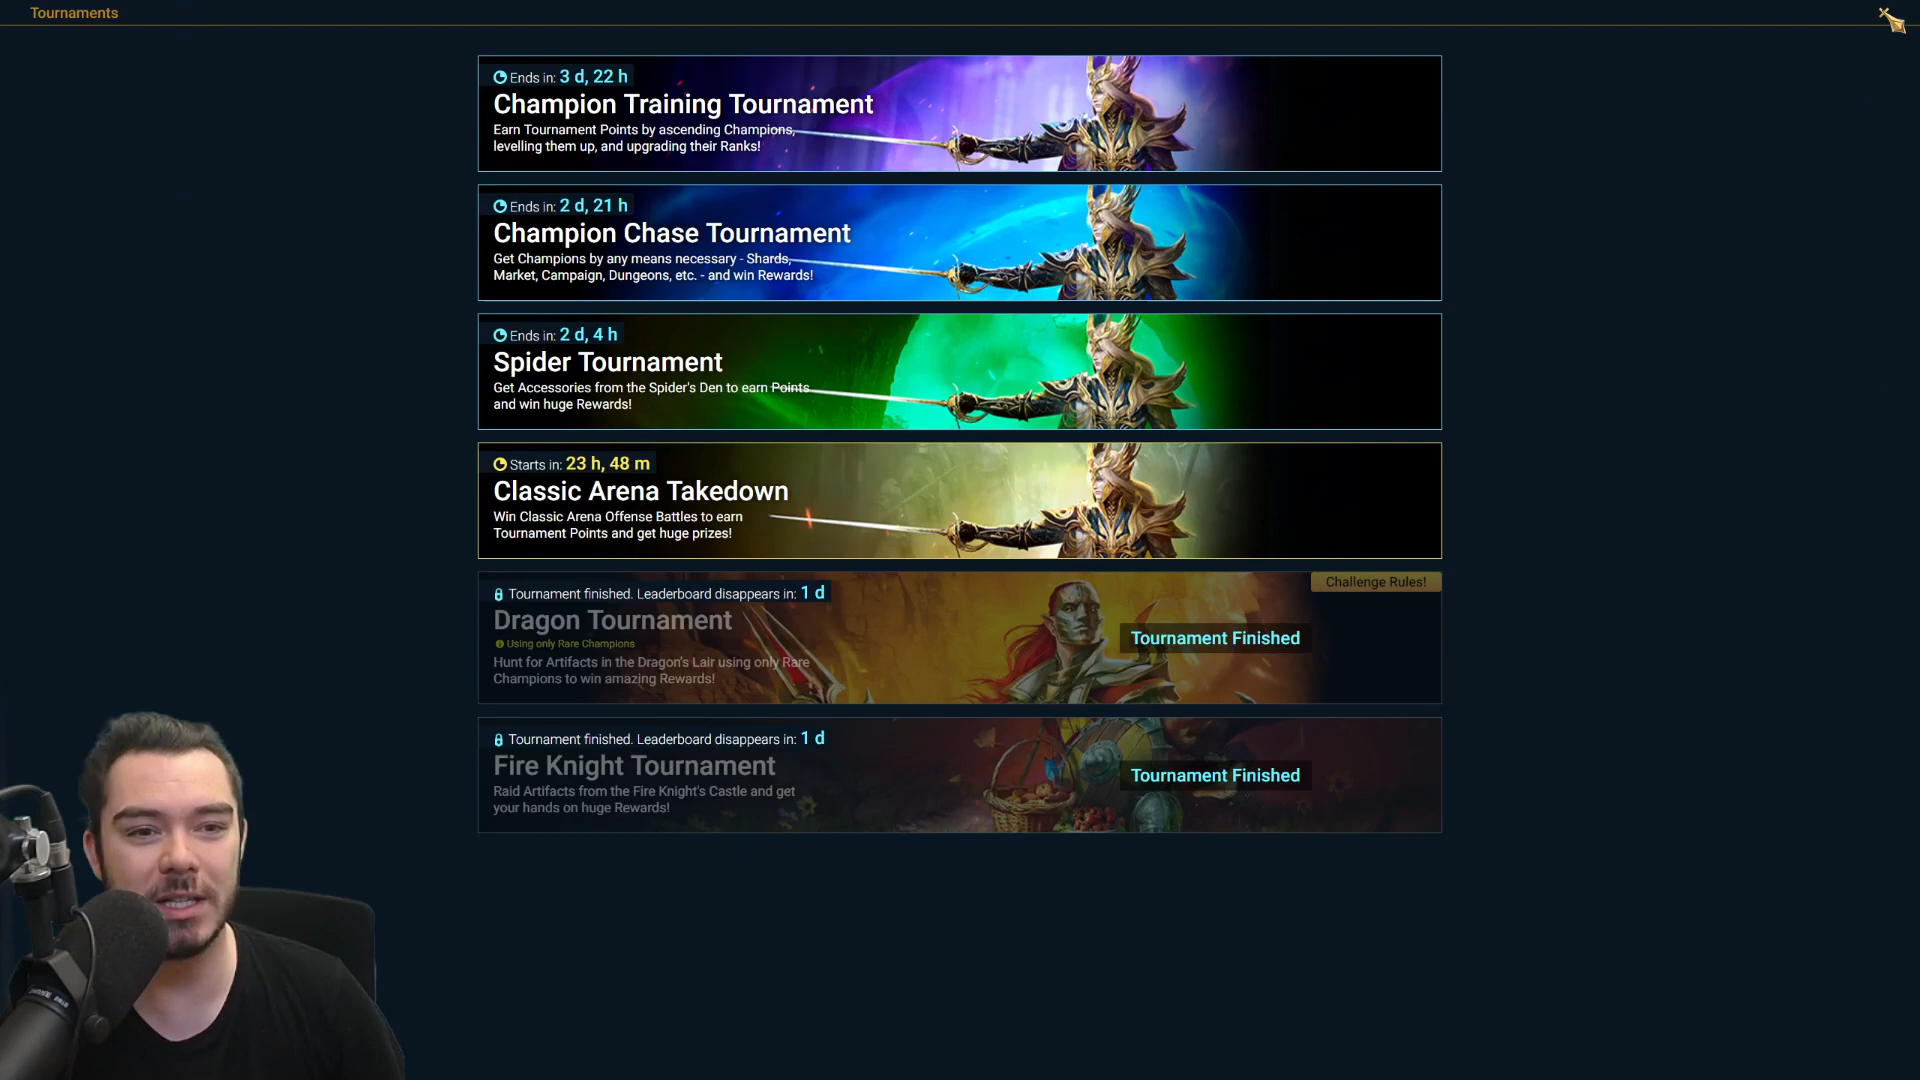 Tournaments
Ends in: 3 d, 22 h
Champion Training Tournament
Earn Tournament Points by ascending Champions,
levelling them up, and upgrading their Ranks!
Ends in: 2 d, 21 h
Champion Chase Tournament
Get Champions by any means necessary - Shards,
Market, Campaign, Dungeons, etc. - and win Rewards!
Ends in: 2 d, 4 h
Spider Tournament
Get Accessories from the Spider's Den to earn Points
and win huge Rewards!
Starts in: 23 h, 48 m
Classic Arena Takedown
Win Classic Arena Offense Battles to earn
Tournament Points and get huge prizes!
Challenge Rules!
Tournament finished. Leaderboard disappears in: 1 d
Dragon Tournament
Using only Rare Champions
Hunt for Artifacts in the Dragon's Lair using only Rare
Champions to win amazing Rewards!
Tournament Finished
Tournament finished. Leaderboard disappears in: 1 d
Fire Knight Tournament
Raid Artifacts from the Fire Knight's Castle and get
your hands on huge Rewards!
Tournament Finished